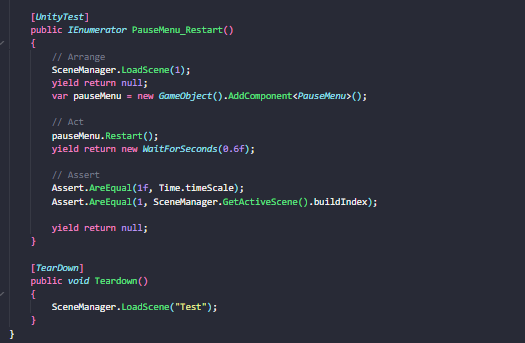 [UnityTest]
public IEnumerator PauseMenu_Restart()
{
// Arrange
SceneManager.LoadScene(1);
yield return null;
var pauseMenu = new GameObject().AddComponent<PauseMenu>();
// Act
pauseMenu.Restart();
yield return new WaitForSeconds(0.6f);
// Assert
Assert.AreEqual(1f, Time.timeScale);
Assert.AreEqual(1, SceneManager.GetActiveScene().buildIndex);
yield return null;
}
[TearDown]
public void Teardown()
{
SceneManager.LoadScene("Test");
}
}